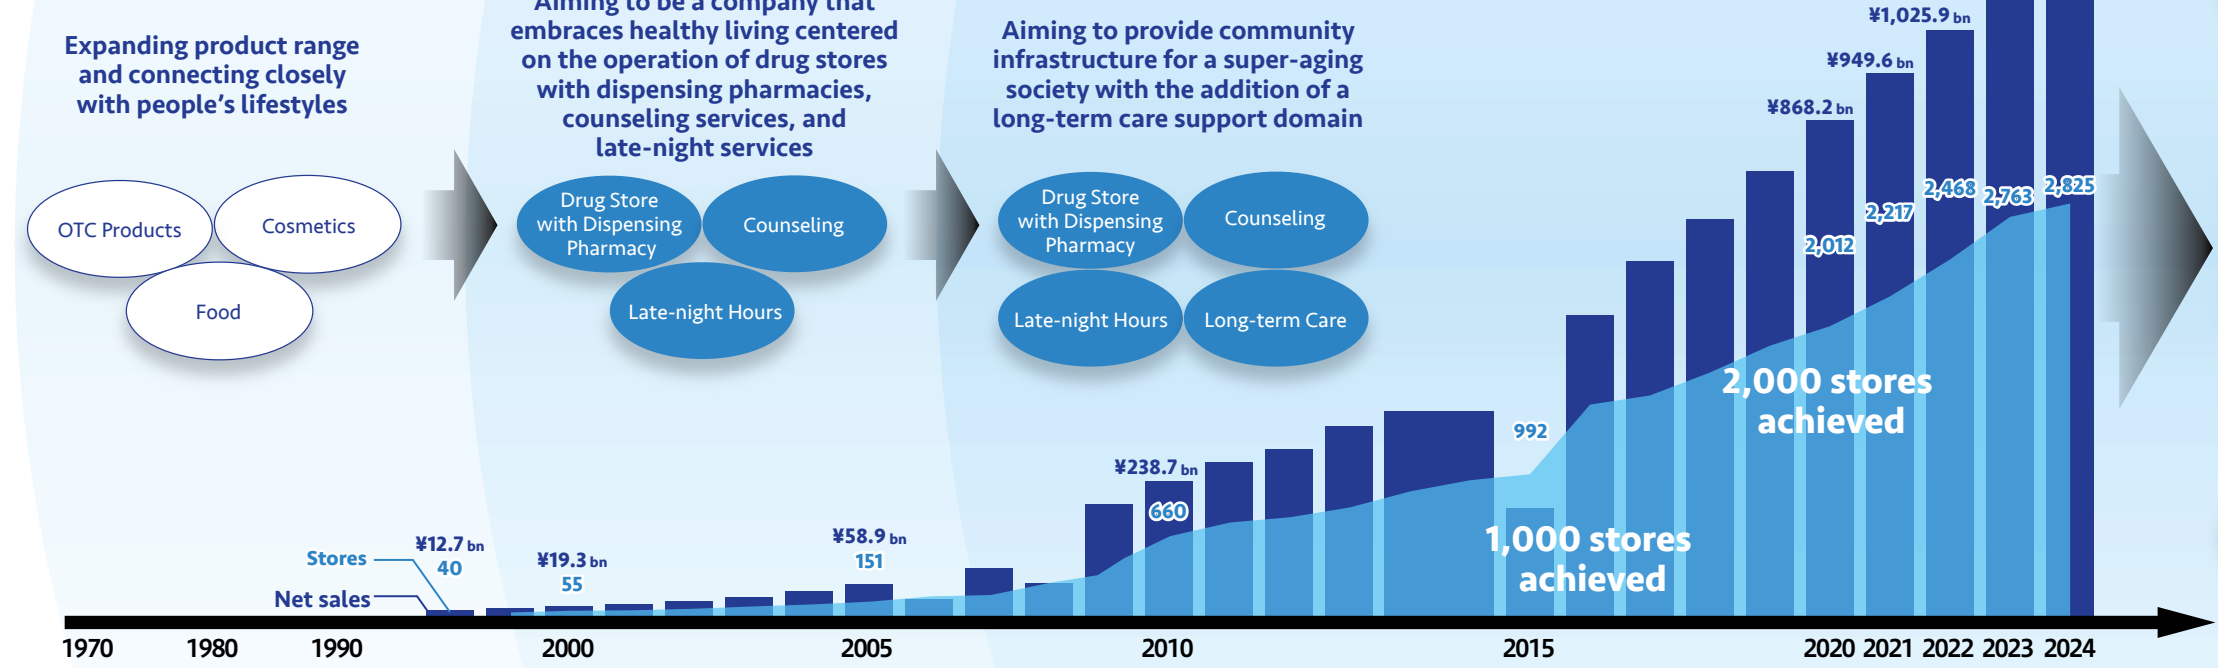 Expanding product range
and connecting closely
with people's lifestyles
OTC Products
Cosmetics
Food
Aiming to be a company that
embraces healthy living centered
on the operation of drug stores
with dispensing pharmacies,
counseling services, and
late-night services
Drug Store
with Dispensing
Pharmacy
Counseling
Late-night Hours
Aiming to provide community
infrastructure for a super-aging
society with the addition of a
long-term care support domain
Drug Store
with Dispensing
Pharmacy
Counseling
Late-night Hours
Long-term Care
Stores
Net sales
¥12.7 bn
40
¥19.3 bn
55
¥58.9 bn
151
¥238.7 bn
660
992
1,000 stores
achieved
¥868.2 bn
2,012
¥949.6 bn
2,217
¥1,025.9 bn
2,468
2,763
2,825
2,000 stores
achieved
1970
1980
1990
2000
2005
2010
2015
2020
2021
2022
2023
2024